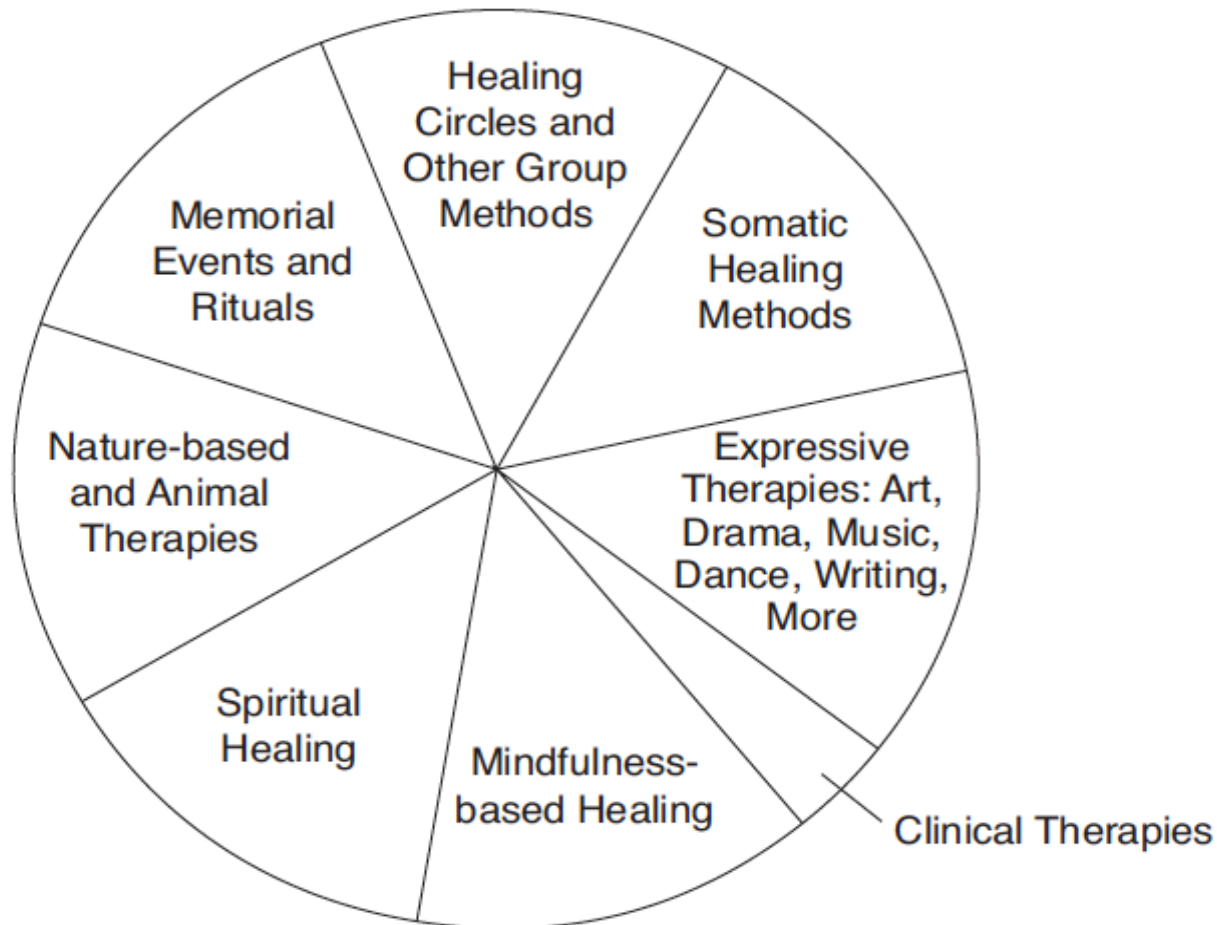 Healing
Circles and
Other Group
Methods
Somatic
Healing
Methods
Expressive
Therapies: Art,
Drama, Music,
Dance, Writing,
More
Clinical Therapies
Mindfulness-
based Healing
Spiritual
Healing
Nature-based
and Animal
Therapies
Memorial
Events and
Rituals